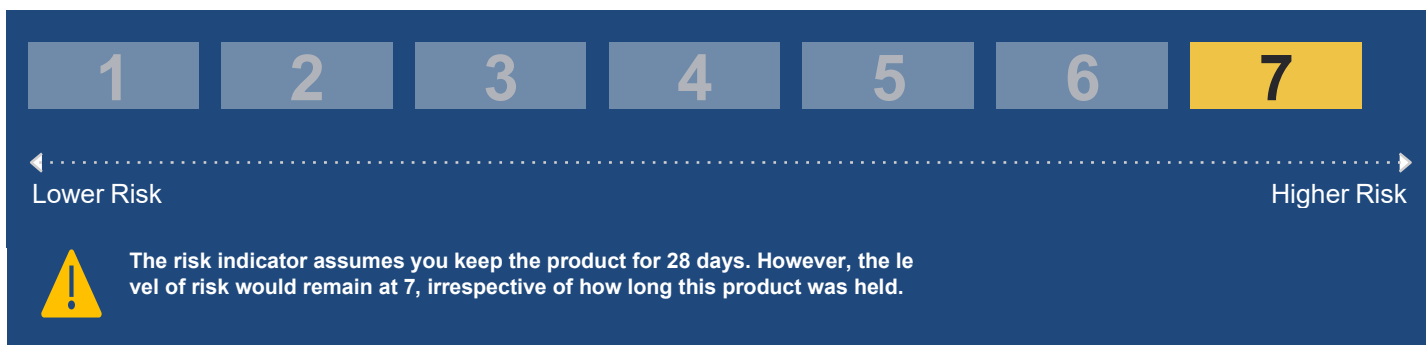 1 2 3 4 5 6 7
Lower Risk Higher Risk
The risk indicator assumes you keep the product for 28 days. However, the le
vel of risk would remain at 7, irrespective of how long this product was held.